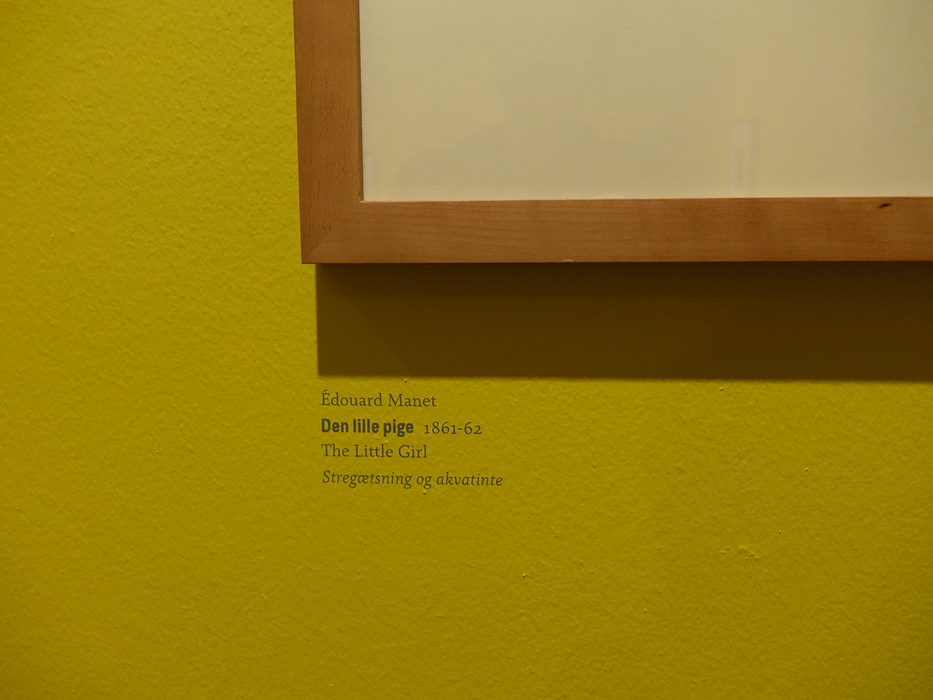 Édouard Manet
Den lille pige 1861-62
The Little Girl
Stregætsning og akvatinte